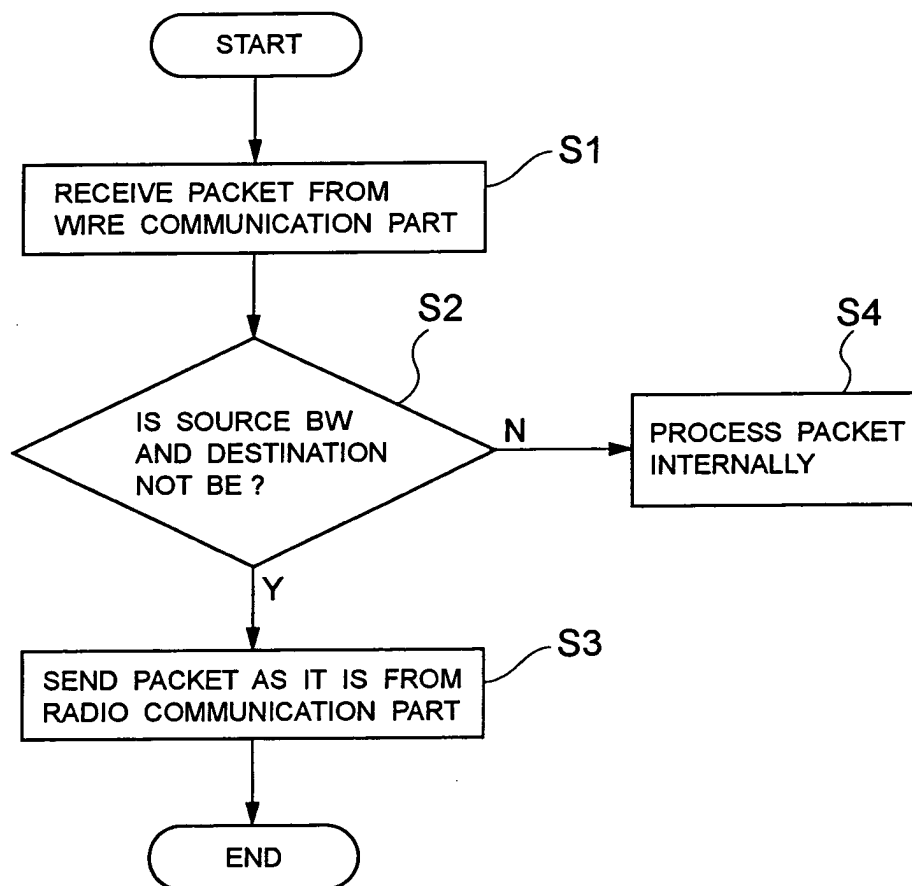 START
S1
RECEIVE PACKET FROM
WIRE COMMUNICATION PART
S2
IS SOURCE BW
AND DESTINATION
NOT BE ?
N
S4
PROCESS PACKET
INTERNALLY
Y
S3
SEND PACKET AS IT IS FROM
RADIO COMMUNICATION PART
END